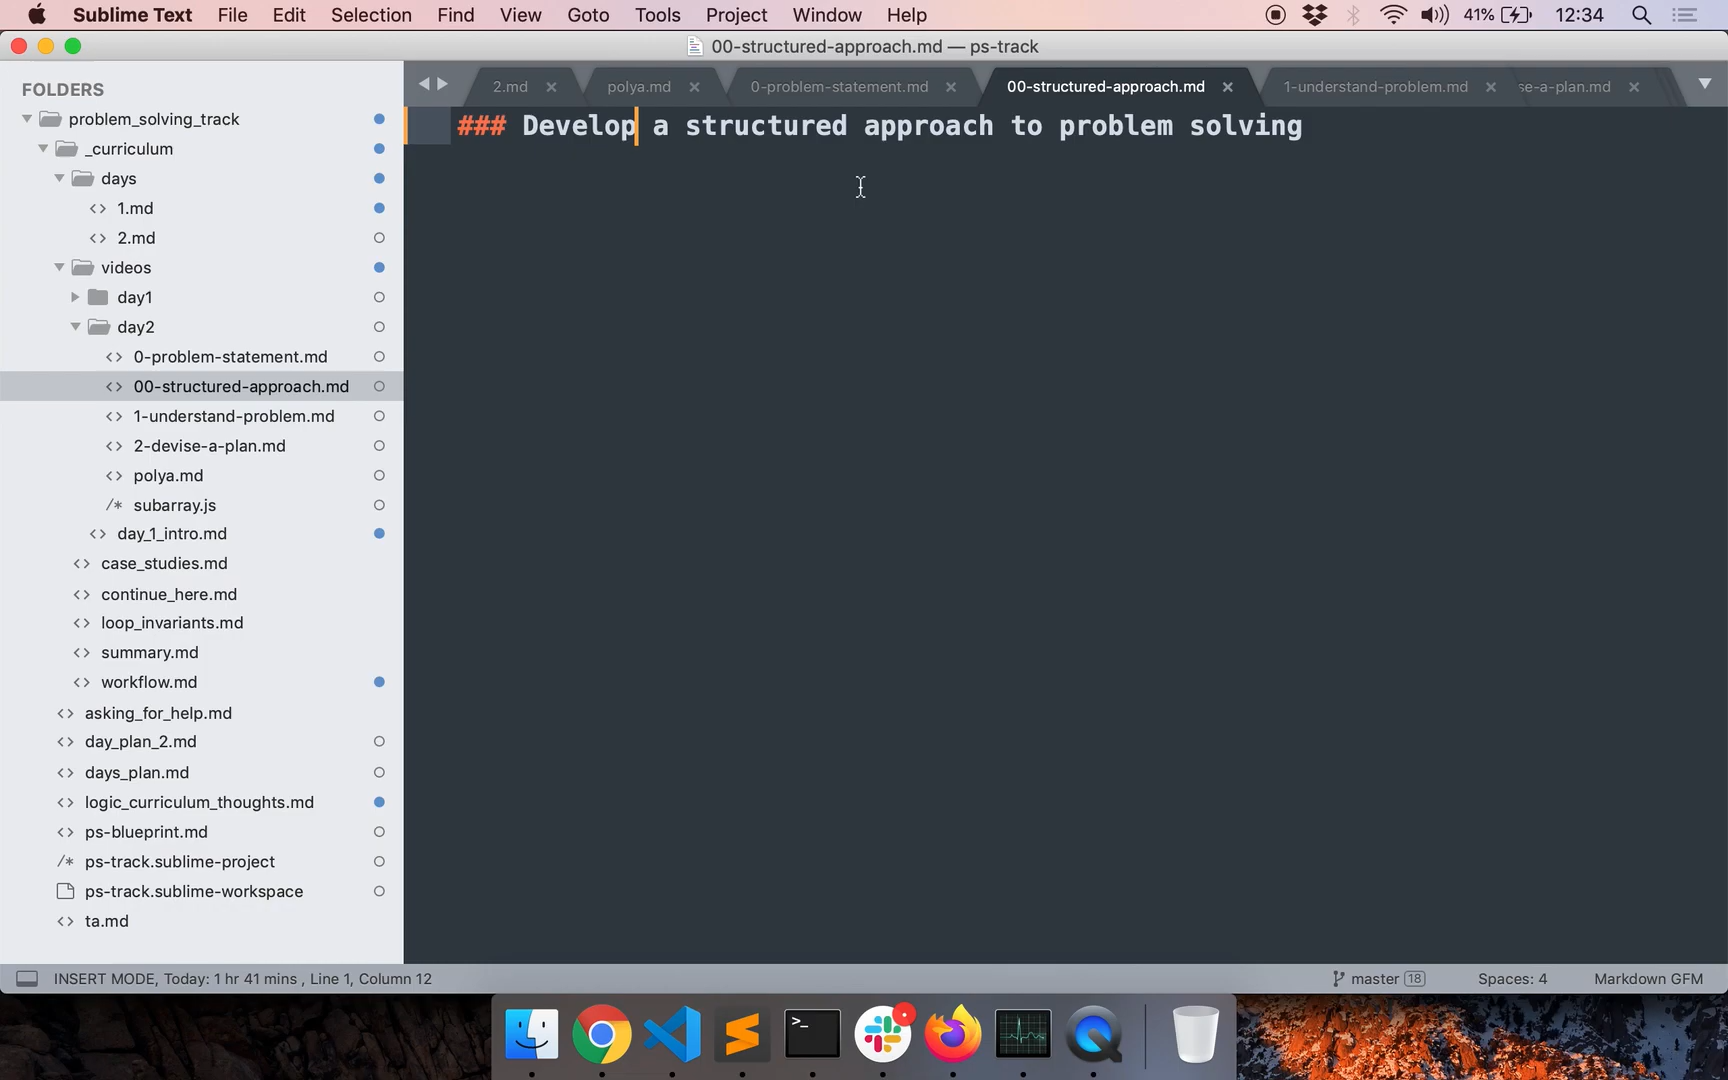 Sublime Text File Edit Selection Find View Goto Tools Project Window Help 41% 12:34
00-structured-approach.md — ps-track
FOLDERS
2.md polya.md 0-problem-statement.md 00-structured-approach.md 1-understand-problem.md se-a-plan.md
### Develop a structured approach to problem solving
problem_solving_track
_curriculum
days
1.md
2.md
videos
day1
day2
0-problem-statement.md
00-structured-approach.md
1-understand-problem.md
2-devise-a-plan.md
polya.md
/* subarray.js
day_1_intro.md
case_studies.md
continue_here.md
loop_invariants.md
summary.md
workflow.md
asking_for_help.md
day_plan_2.md
days_plan.md
logic_curriculum_thoughts.md
ps-blueprint.md
/* ps-track.sublime-project
ps-track.sublime-workspace
ta.md
INSERT MODE, Today: 1 hr 41 mins , Line 1, Column 12 master 18 Spaces: 4 Markdown GFM